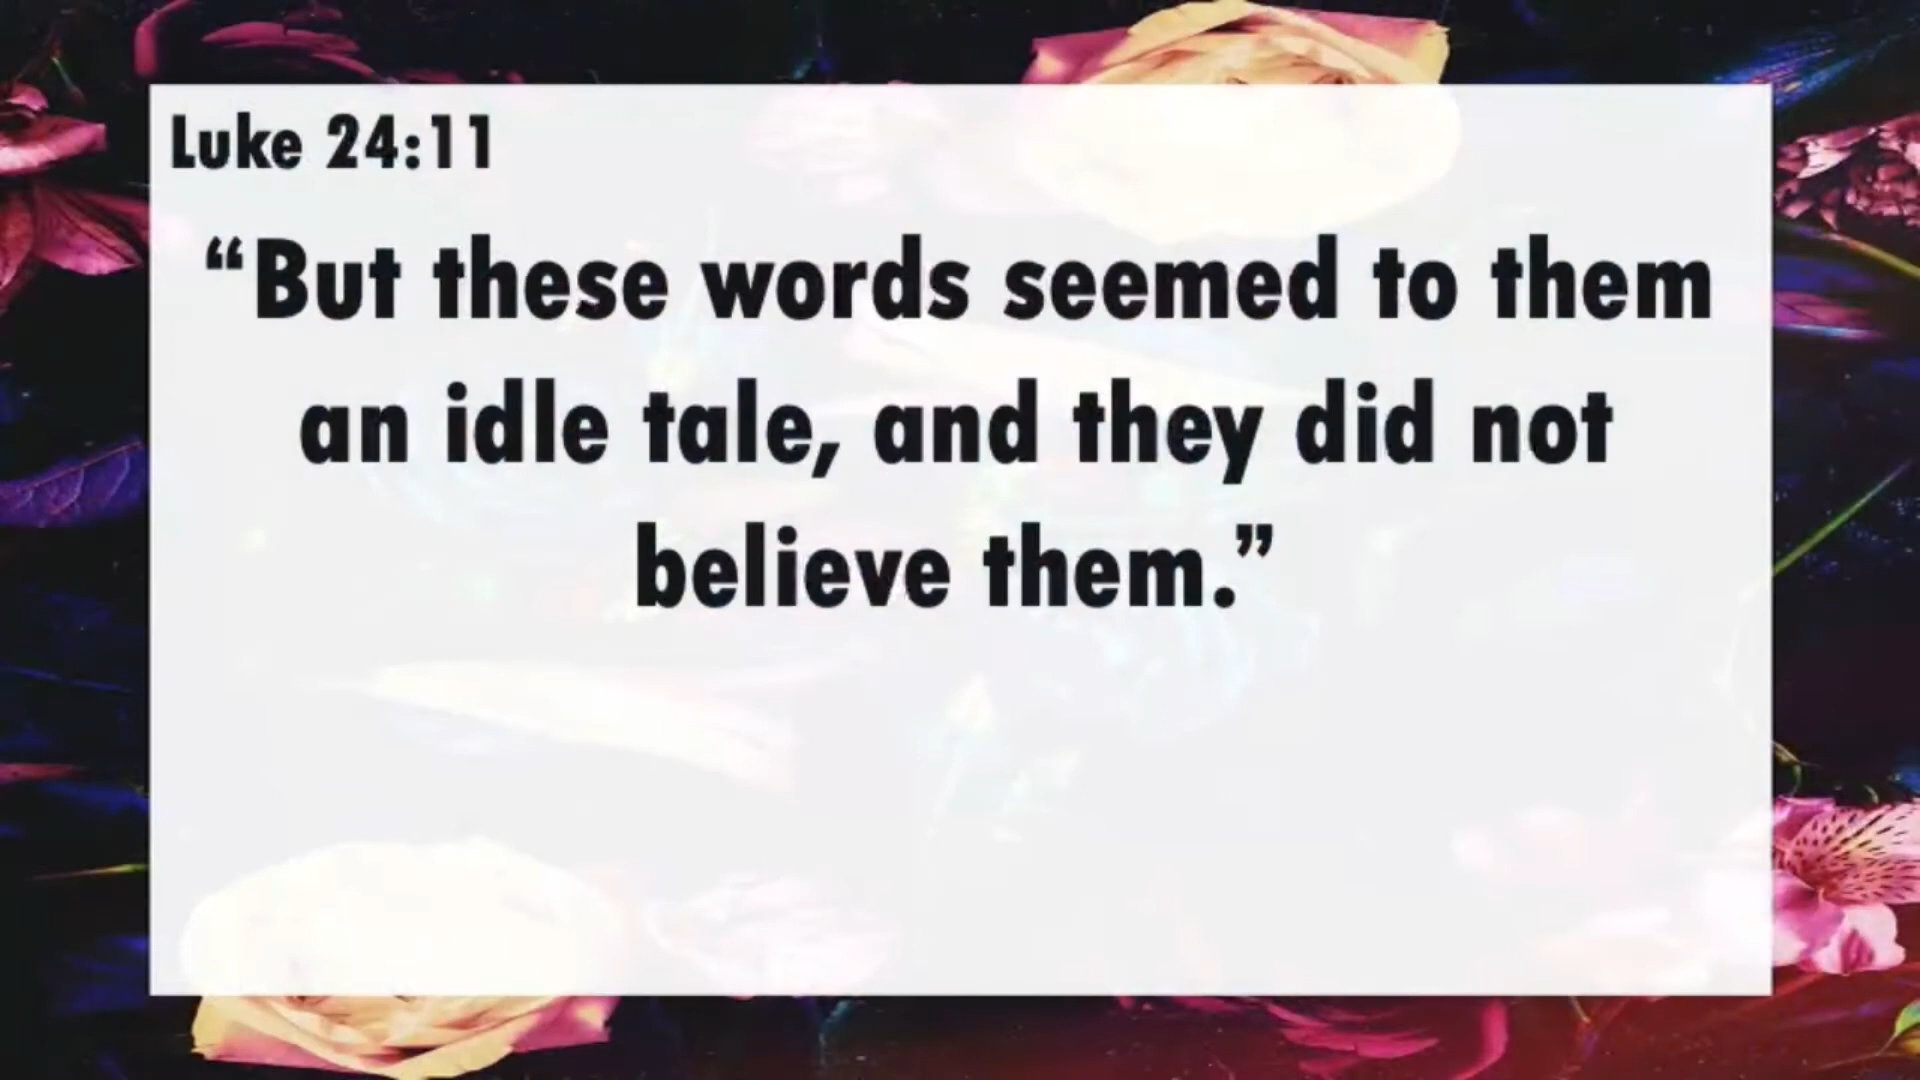 Luke 24:11
“But these words seemed to them
an idle tale, and they did not
believe them.”